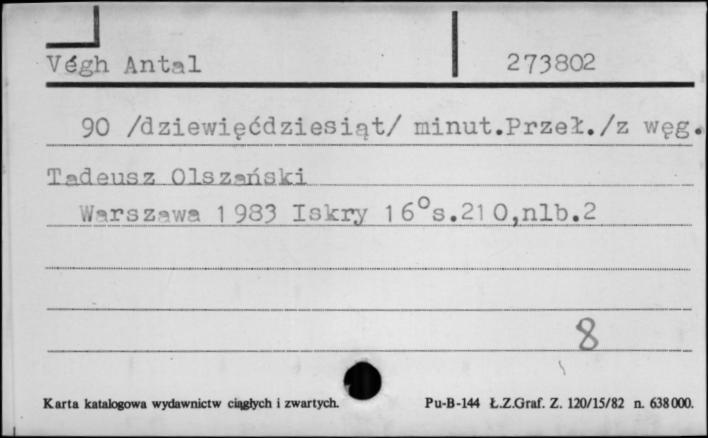 Végh Antal 273802
90 /dziewięćdziesiąt/ minut.Przeł./z węg.
Tadeusz Olszański
Warszawa 1983 Iskry 16°s.210,nlb.2
8
Karta katalogowa wydawnictw ciągłych i zwartych. Pu-B-144 Ł.Z.Graf. Z. 120/15/82 n. 638000.